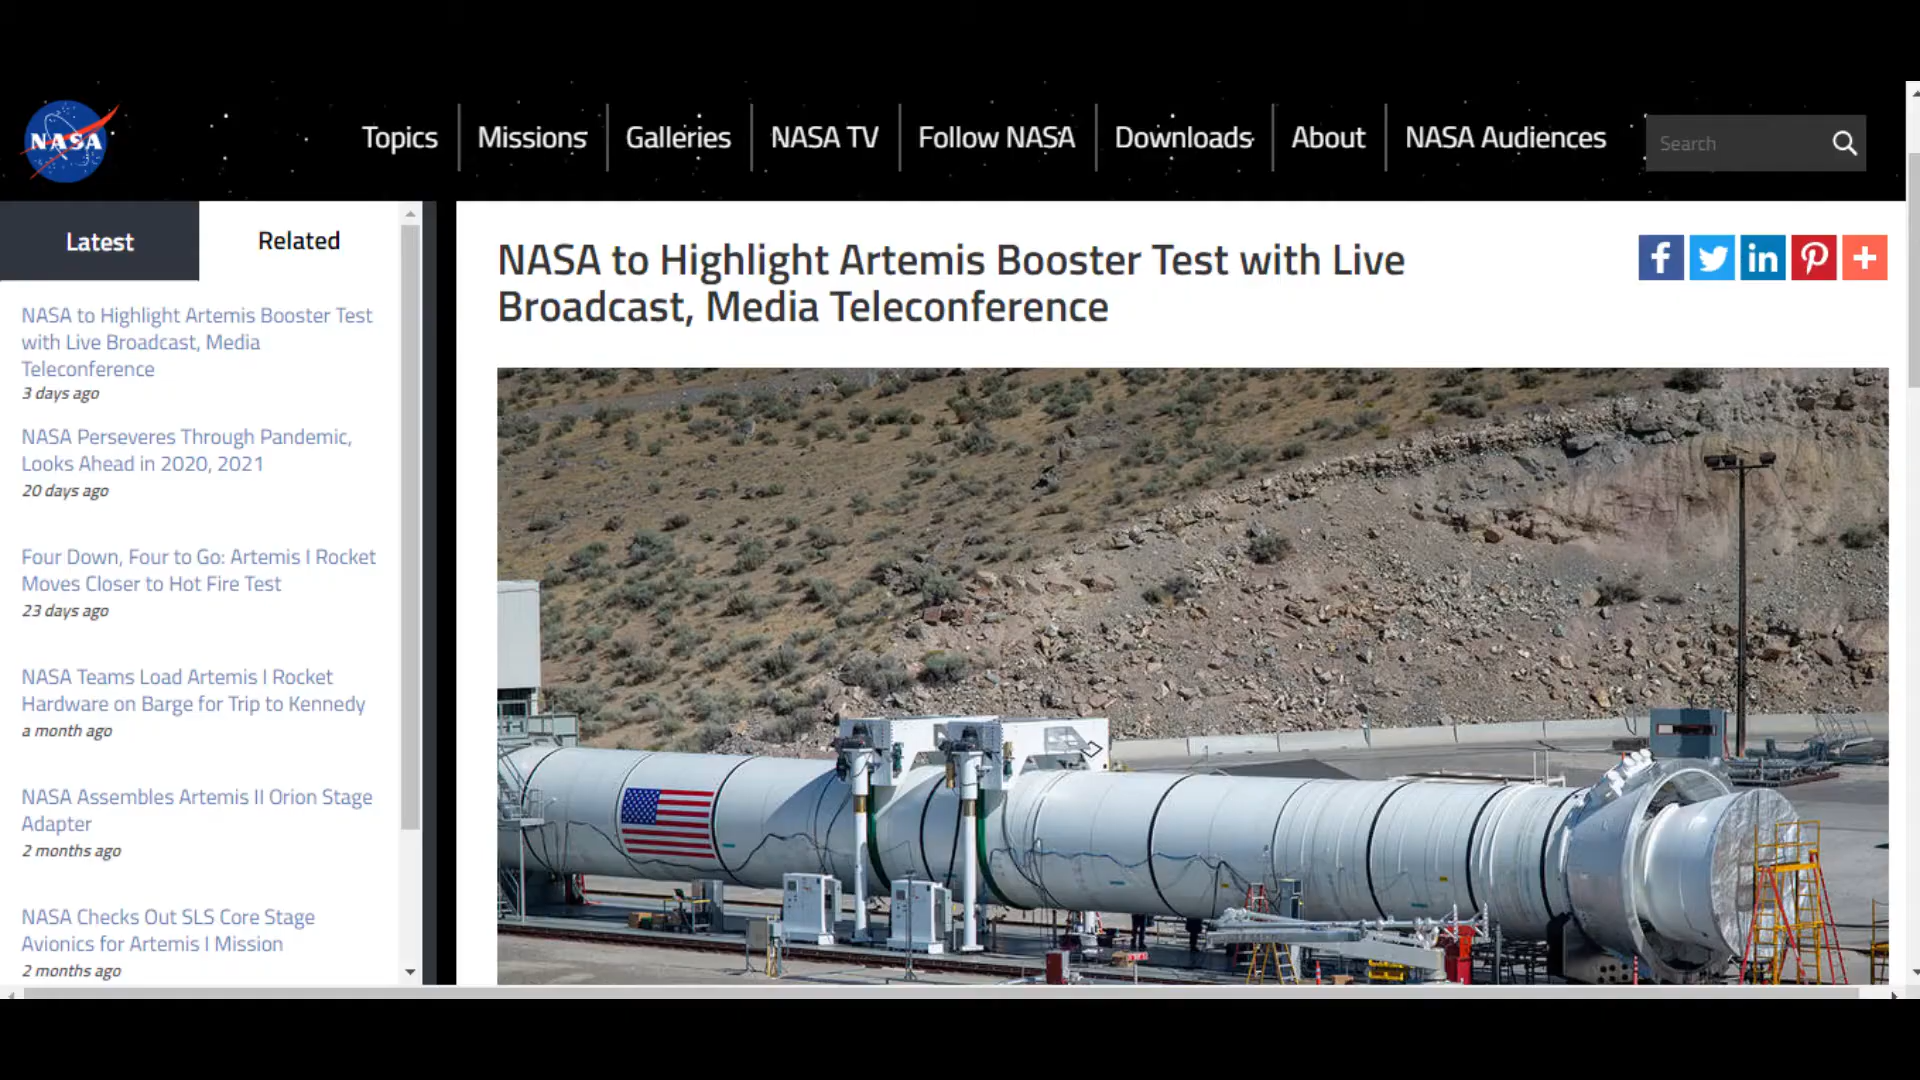 NASA
Topics
Missions
Galleries
NASA TV
Follow NASA
Downloads
About
NASA Audiences
Search
Latest
Related
NASA to Highlight Artemis Booster Test
with Live Broadcast, Media
Teleconference
3 days ago
NASA Perseveres Through Pandemic,
Looks Ahead in 2020, 2021
20 days ago
Four Down, Four to Go: Artemis I Rocket
Moves Closer to Hot Fire Test
23 days ago
NASA Teams Load Artemis I Rocket
Hardware on Barge for Trip to Kennedy
a month ago
NASA Assembles Artemis II Orion Stage
Adapter
2 months ago
NASA Checks Out SLS Core Stage
Avionics for Artemis I Mission
2 months ago
NASA to Highlight Artemis Booster Test with Live
Broadcast, Media Teleconference